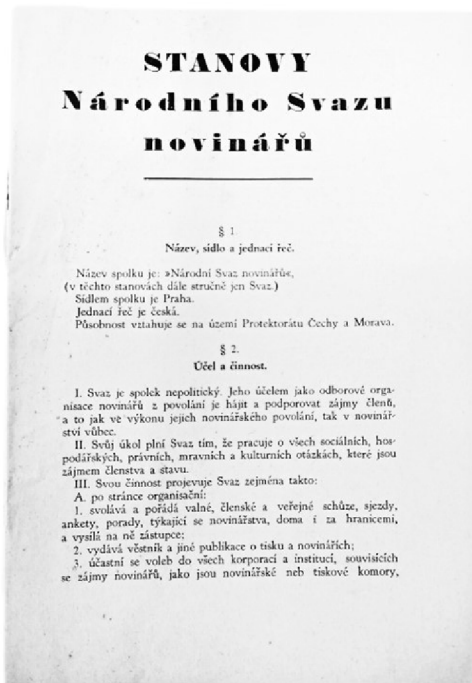 STANOVY
Národního Svazu
novinářů
§ 1
Název, sídlo a jednací řeč.
Název spolku je: »Národní Svaz novinářů«,
(v těchto stanovách dále stručně jen Svaz.)
Sídlem spolku je Praha.
Jednací řeč je česká.
Působnost vztahuje se na území Protektorátu Čechy a Morava.
§ 2.
Účel a činnost.
I. Svaz je spolek nepolitický. Jeho účelem jako odborové orga-
nisace novinářů z povolání je hájit a podporovat zájmy členů,
a to jak ve výkonu jejich novinářského povolání, tak v novinář-
ství vůbec.
II. Svůj úkol plní Svaz tím, že pracuje o všech sociálních, hos-
podářských, právních, mravních a kulturních otázkách, které jsou
zájmem členstva a stavu.
III. Svou činnost projevuje Svaz zejména takto:
A. po stránce organisační:
1. svolává a pořádá valné, členské a veřejné schůze, sjezdy,
ankety, porady, týkající se novinářstva, doma i za hranicemi,
a vysílá na ně zástupce;
2. vydává věstník a jiné publikace o tisku a novinářích;
3. účastní se voleb do všech korporací a institucí, souvisících
se zájmy novinářů, jako jsou novinářské neb tiskové komory,